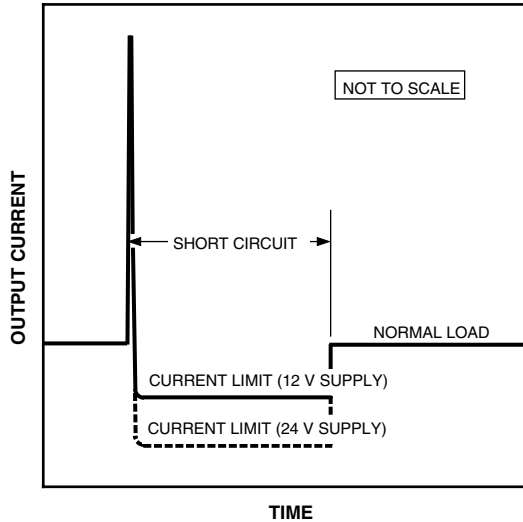 NOT TO SCALE
OUTPUT CURRENT
SHORT CIRCUIT
NORMAL LOAD
CURRENT LIMIT (12 V SUPPLY)
CURRENT LIMIT (24 V SUPPLY)
TIME